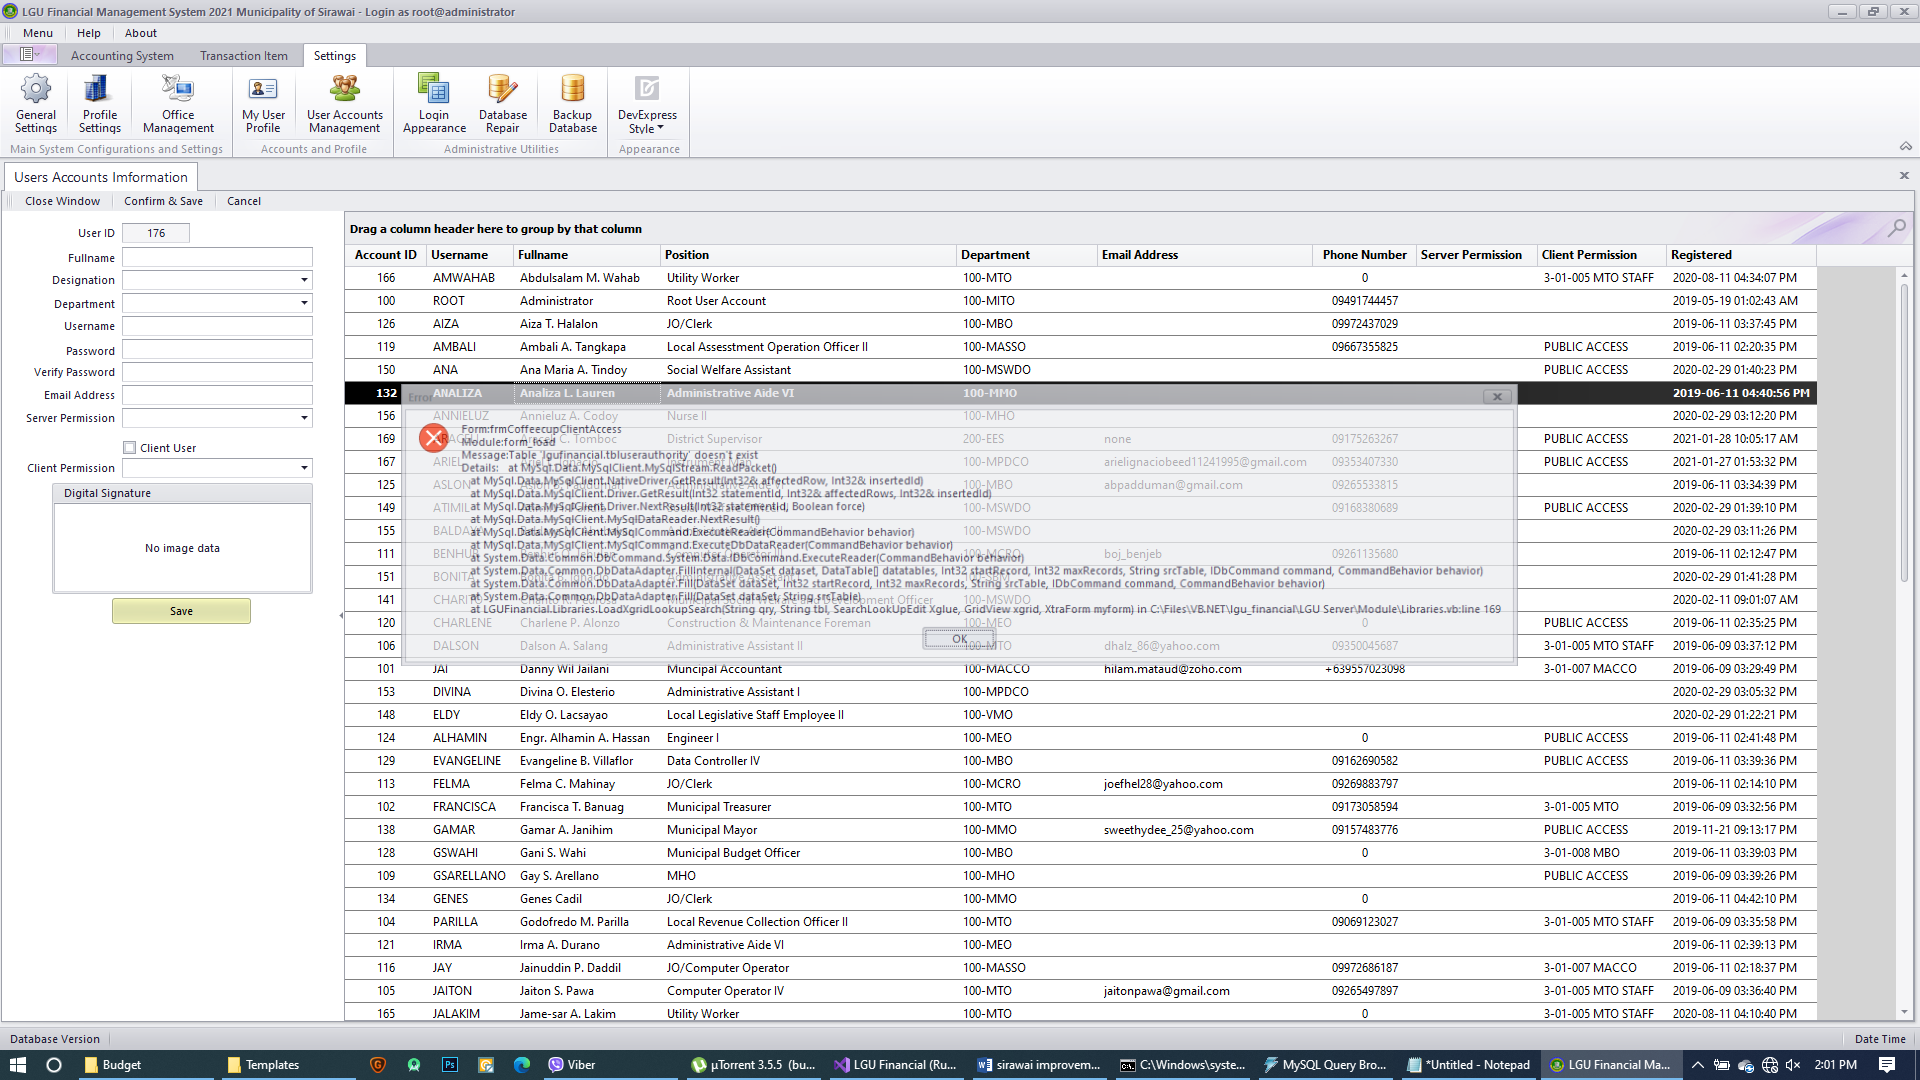 LGU Financial Management System 2021 Municipality of Sirawai - Login as root@administrator
Menu Help About
Accounting System Transaction Item Settings
General Settings
Profile Settings
Office Management
My User Profile
User Accounts Management
Login Appearance
Database Repair
Backup Database
DevExpress Style
Main System Configurations and Settings Accounts and Profile Administrative Utilities Appearance
Users Accounts Imformation
Close Window Confirm & Save Cancel
User ID 176
Fullname
Designation
Department
Username
Password
Verify Password
Email Address
Server Permission
Client User
Client Permission
Digital Signature
No image data
Save
Drag a column header here to group by that column
Account ID Username Fullname Position Department Email Address Phone Number Server Permission Client Permission Registered
166 AMWAHAB Abdulsalam M. Wahab Utility Worker 100-MTO 0 3-01-005 MTO STAFF 2020-08-11 04:34:07 PM
100 ROOT Administrator Root User Account 100-MITO 09491744457 2019-05-19 01:02:43 AM
126 AIZA Aiza T. Halalon JO/Clerk 100-MBO 09972437029 2019-06-11 03:37:45 PM
119 AMBALI Ambali A. Tangkapa Local Assesstment Operation Officer II 100-MASSO 09667355825 PUBLIC ACCESS 2019-06-11 02:20:35 PM
150 ANA Ana Maria A. Tindoy Social Welfare Assistant 100-MSWDO PUBLIC ACCESS 2020-02-29 01:40:23 PM
132 ANALIZA Analiza L. Lauren Administrative Aide VI 100-MMO 2019-06-11 04:40:56 PM
156 ANNIELUZ Annieluz A. Codoy Nurse II 100-MHO 2020-02-29 03:12:20 PM
169 C. Tomboc District Supervisor 200-EES none 09175263267 PUBLIC ACCESS 2021-01-28 10:05:17 AM
167 ARIEL 100-MPDCO arielignaciobeed11241995@gmail.com 09353407330 PUBLIC ACCESS 2021-01-27 01:53:32 PM
125 ASLON 100-MBO abpadduman@gmail.com 09265533815 2019-06-11 03:34:39 PM
149 ATIMIL 100-MSWDO 09168380689 PUBLIC ACCESS 2020-02-29 01:39:10 PM
155 100-MSWDO 2020-02-29 03:11:26 PM
111 BENHUR 100-MCRO boj_benjeb 09261135680 2019-06-11 02:12:47 PM
151 BONITA 2020-02-29 01:41:28 PM
141 100-MSWDO 2020-02-11 09:01:07 AM
120 CHARLENE Charlene P. Alonzo Construction & Maintenance Foreman 100-MEO 0 PUBLIC ACCESS 2019-06-11 02:35:25 PM
106 DALSON Dalson A. Salang Administrative Assistant II 100-MTO dhalz_86@yahoo.com 09350045687 3-01-005 MTO STAFF 2019-06-09 03:37:12 PM
101 JAI Danny Wil Jailani Muncipal Accountant 100-MACCO hilam.mataud@zoho.com +639557023098 3-01-007 MACCO 2019-06-09 03:29:49 PM
153 DIVINA Divina O. Elesterio Administrative Assistant I 100-MPDCO 2020-02-29 03:05:32 PM
148 ELDY Eldy O. Lacsayao Local Legislative Staff Employee II 100-VMO 2020-02-29 01:22:21 PM
124 ALHAMIN Engr. Alhamin A. Hassan Engineer I 100-MEO 0 PUBLIC ACCESS 2019-06-11 02:41:48 PM
129 EVANGELINE Evangeline B. Villaflor Data Controller IV 100-MBO 09162690582 PUBLIC ACCESS 2019-06-11 03:39:36 PM
113 FELMA Felma C. Mahinay JO/Clerk 100-MCRO joefhel28@yahoo.com 09269883797 2019-06-11 02:14:10 PM
102 FRANCISCA Francisca T. Banuag Municipal Treasurer 100-MTO 09173058594 3-01-005 MTO 2019-06-09 03:32:56 PM
138 GAMAR Gamar A. Janihim Municipal Mayor 100-MMO sweethydee_25@yahoo.com 09157483776 PUBLIC ACCESS 2019-11-21 09:13:17 PM
128 GSWAHI Gani S. Wahi Municipal Budget Officer 100-MBO 0 3-01-008 MBO 2019-06-11 03:39:03 PM
109 GSARELLANO Gay S. Arellano MHO 100-MHO PUBLIC ACCESS 2019-06-09 03:39:26 PM
134 GENES Genes Cadil JO/Clerk 100-MMO 0 2019-06-11 04:42:10 PM
104 PARILLA Godofredo M. Parilla Local Revenue Collection Officer II 100-MTO 09069123027 3-01-005 MTO STAFF 2019-06-09 03:35:58 PM
121 IRMA Irma A. Durano Administrative Aide VI 100-MEO 2019-06-11 02:39:13 PM
116 JAY Jainuddin P. Daddil JO/Computer Operator 100-MASSO 09972686187 3-01-007 MACCO 2019-06-11 02:18:37 PM
105 JAITON Jaiton S. Pawa Computer Operator IV 100-MTO jaitonpawa@gmail.com 09265497897 3-01-005 MTO STAFF 2019-06-09 03:36:40 PM
165 JALAKIM Jame-sar A. Lakim Utility Worker 100-MTO 0 3-01-005 MTO STAFF 2020-08-11 04:10:40 PM
Error
Form:frmCoffeecupClientAccess
Module:form_load
Message:Table 'lgufinancial.tbluserauthority' doesn't exist
Details: at MySql.Data.MySqlClient.MySqlStream.ReadPacket()
at MySql.Data.MySqlClient.NativeDriver.GetResult(Int32& affectedRow, Int32& insertedId)
at MySql.Data.MySqlClient.Driver.GetResult(Int32 statementId, Int32& affectedRows, Int32& insertedId)
at MySql.Data.MySqlClient.Driver.NextResult(Int32 statementId, Boolean force)
at MySql.Data.MySqlClient.MySqlDataReader.NextResult()
at MySql.Data.MySqlClient.MySqlCommand.ExecuteReader(CommandBehavior behavior)
at MySql.Data.MySqlClient.MySqlCommand.ExecuteDbDataReader(CommandBehavior behavior)
at System.Data.Common.DbCommand.System.Data.IDbCommand.ExecuteReader(CommandBehavior behavior)
at System.Data.Common.DbDataAdapter.FillInternal(DataSet dataset, DataTable[] datatables, Int32 startRecord, Int32 maxRecords, String srcTable, IDbCommand command, CommandBehavior behavior)
at System.Data.Common.DbDataAdapter.Fill(DataSet dataSet, Int32 startRecord, Int32 maxRecords, String srcTable, IDbCommand command, CommandBehavior behavior)
at System.Data.Common.DbDataAdapter.Fill(DataSet dataSet, String srcTable)
at LGUFinancial.Libraries.LoadXgridLookupSearch(String qry, String tbl, SearchLookUpEdit Xglue, GridView xgrid, XtraForm myform) in C:\Files\VB.NET\lgu_financial\LGU Server\Module\Libraries.vb:line 169
OK
Database Version Date Time
Budget Templates Viber µTorrent 3.5.5 (bu... LGU Financial (Ru... sirawai improvem... C:\Windows\syste... MySQL Query Bro... *Untitled - Notepad LGU Financial Ma... 2:01 PM